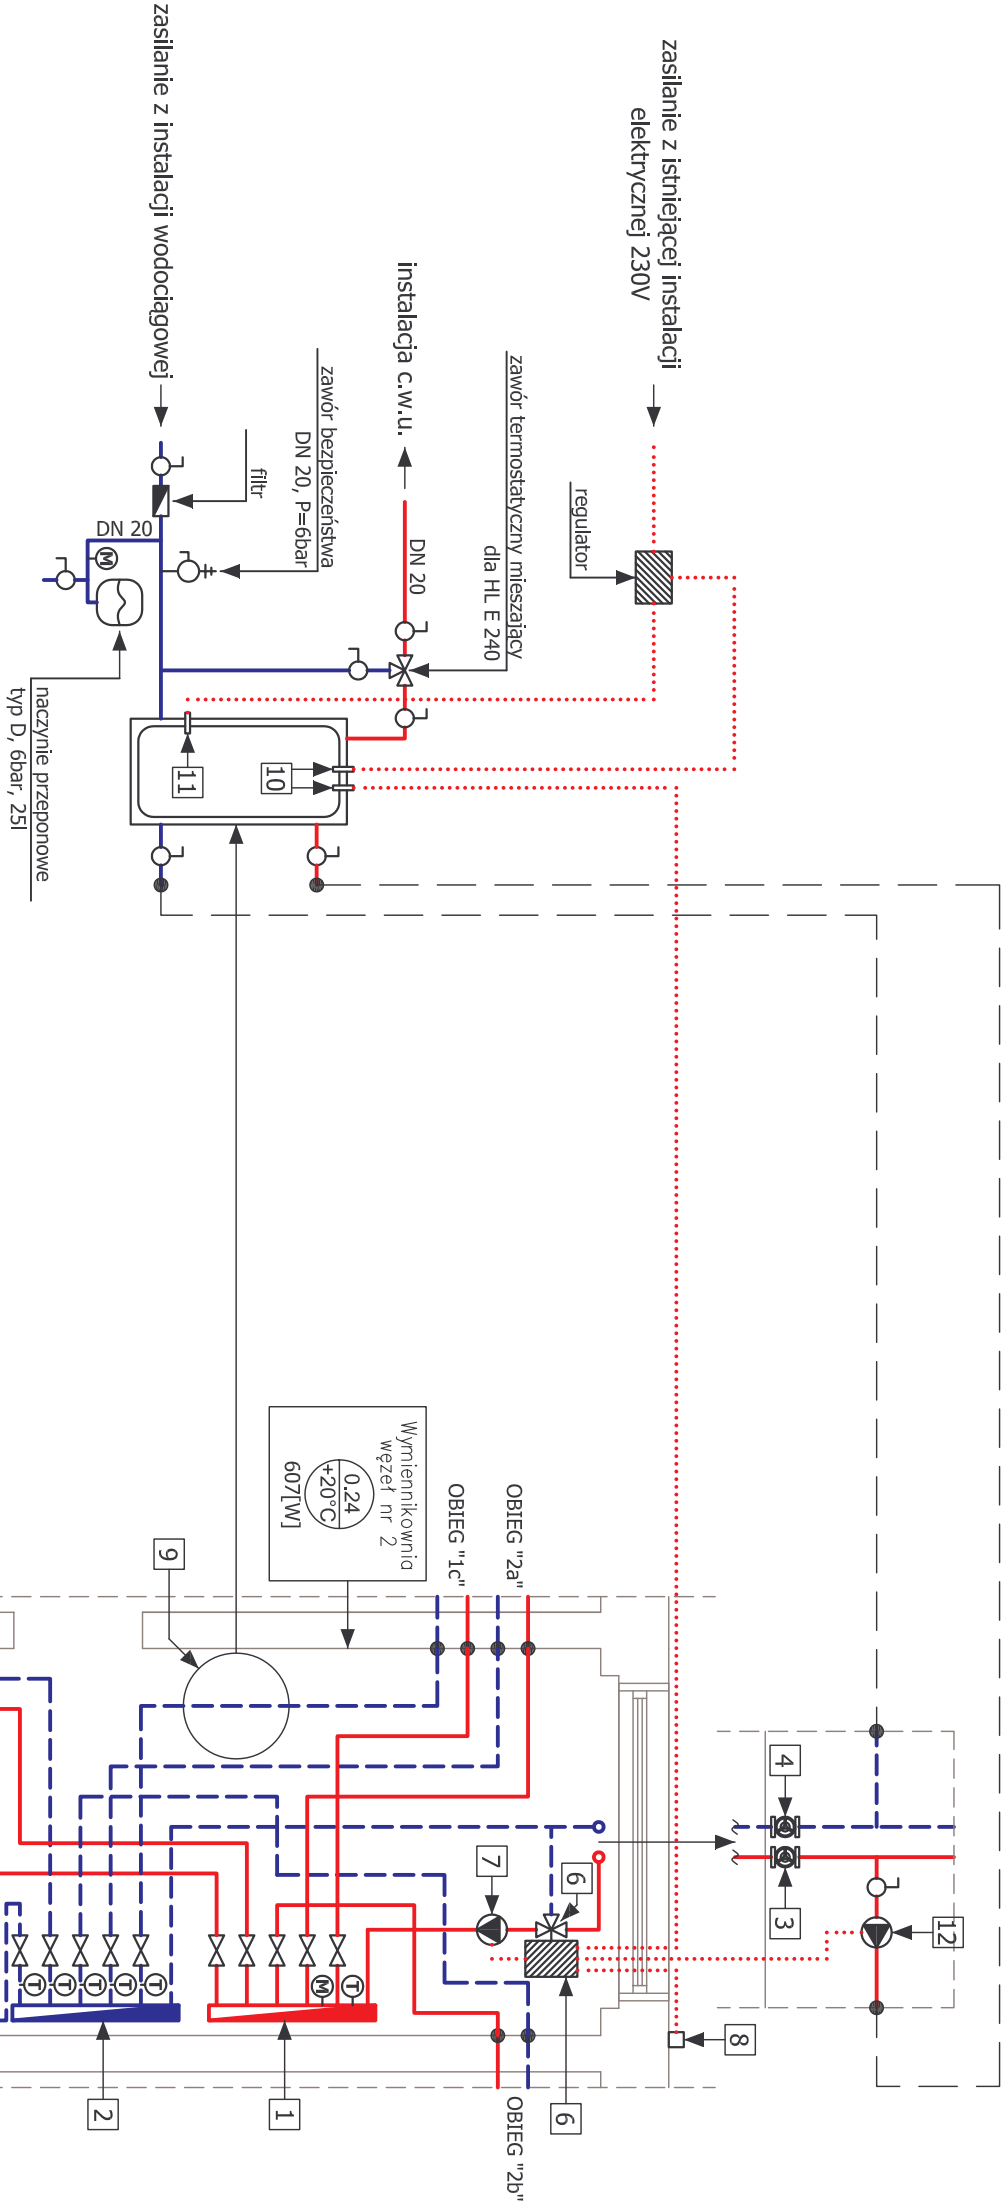 zasilanie z istniejącej instalacji
elektrycznej 230V
regulator
zawór termostatyczny mieszający
dla HL E 240
instalacja c.w.u.
DN 20
zawór bezpieczeństwa
DN 20, P=6bar
filtr
zasilanie z instalacji wodociągowej
DN 20
M
naczynie przeponowe
typ D, 6bar, 25l
10
11
Wymiennikownia
węzeł nr 2
0.24
+20°C
607[W]
OBIEG "2a"
OBIEG "1c"
9
4
3
12
7
6
8
6
OBIEG "2b"
T
M
T
T
T
T
T
1
2